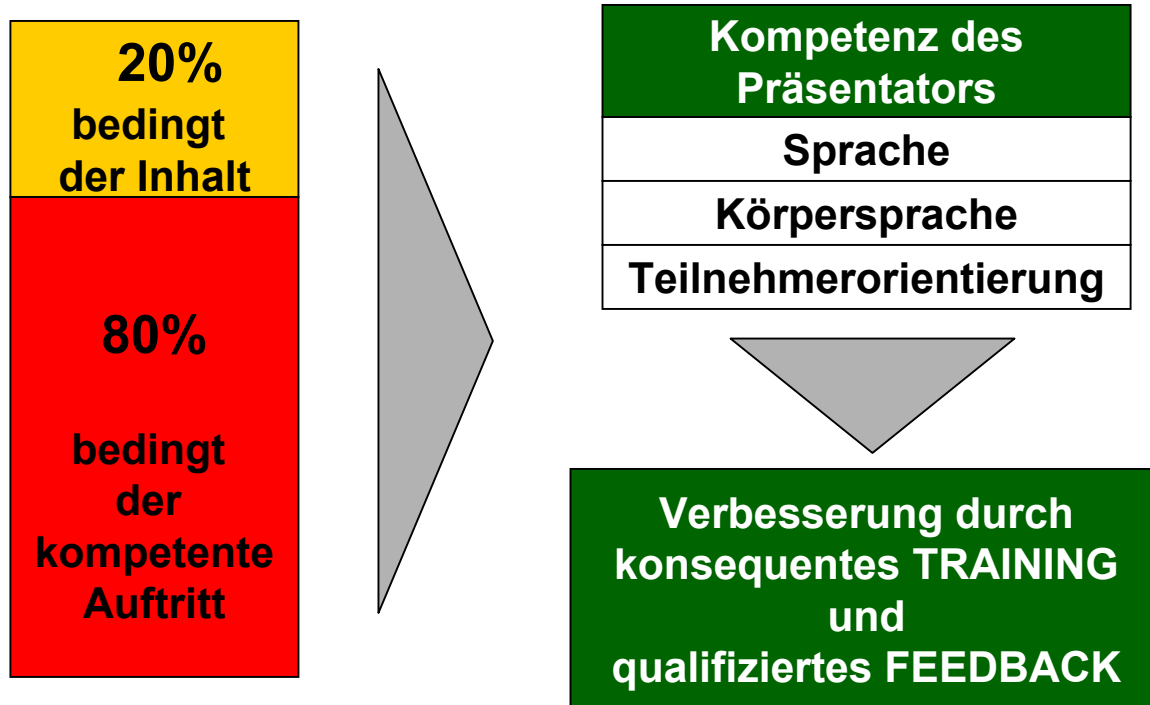 20%
bedingt
der Inhalt
80%
bedingt
der
kompetente
Auftritt
Kompetenz des
Präsentators
Sprache
Körpersprache
Teilnehmerorientierung
Verbesserung durch
konsequentes TRAINING
und
qualifiziertes FEEDBACK